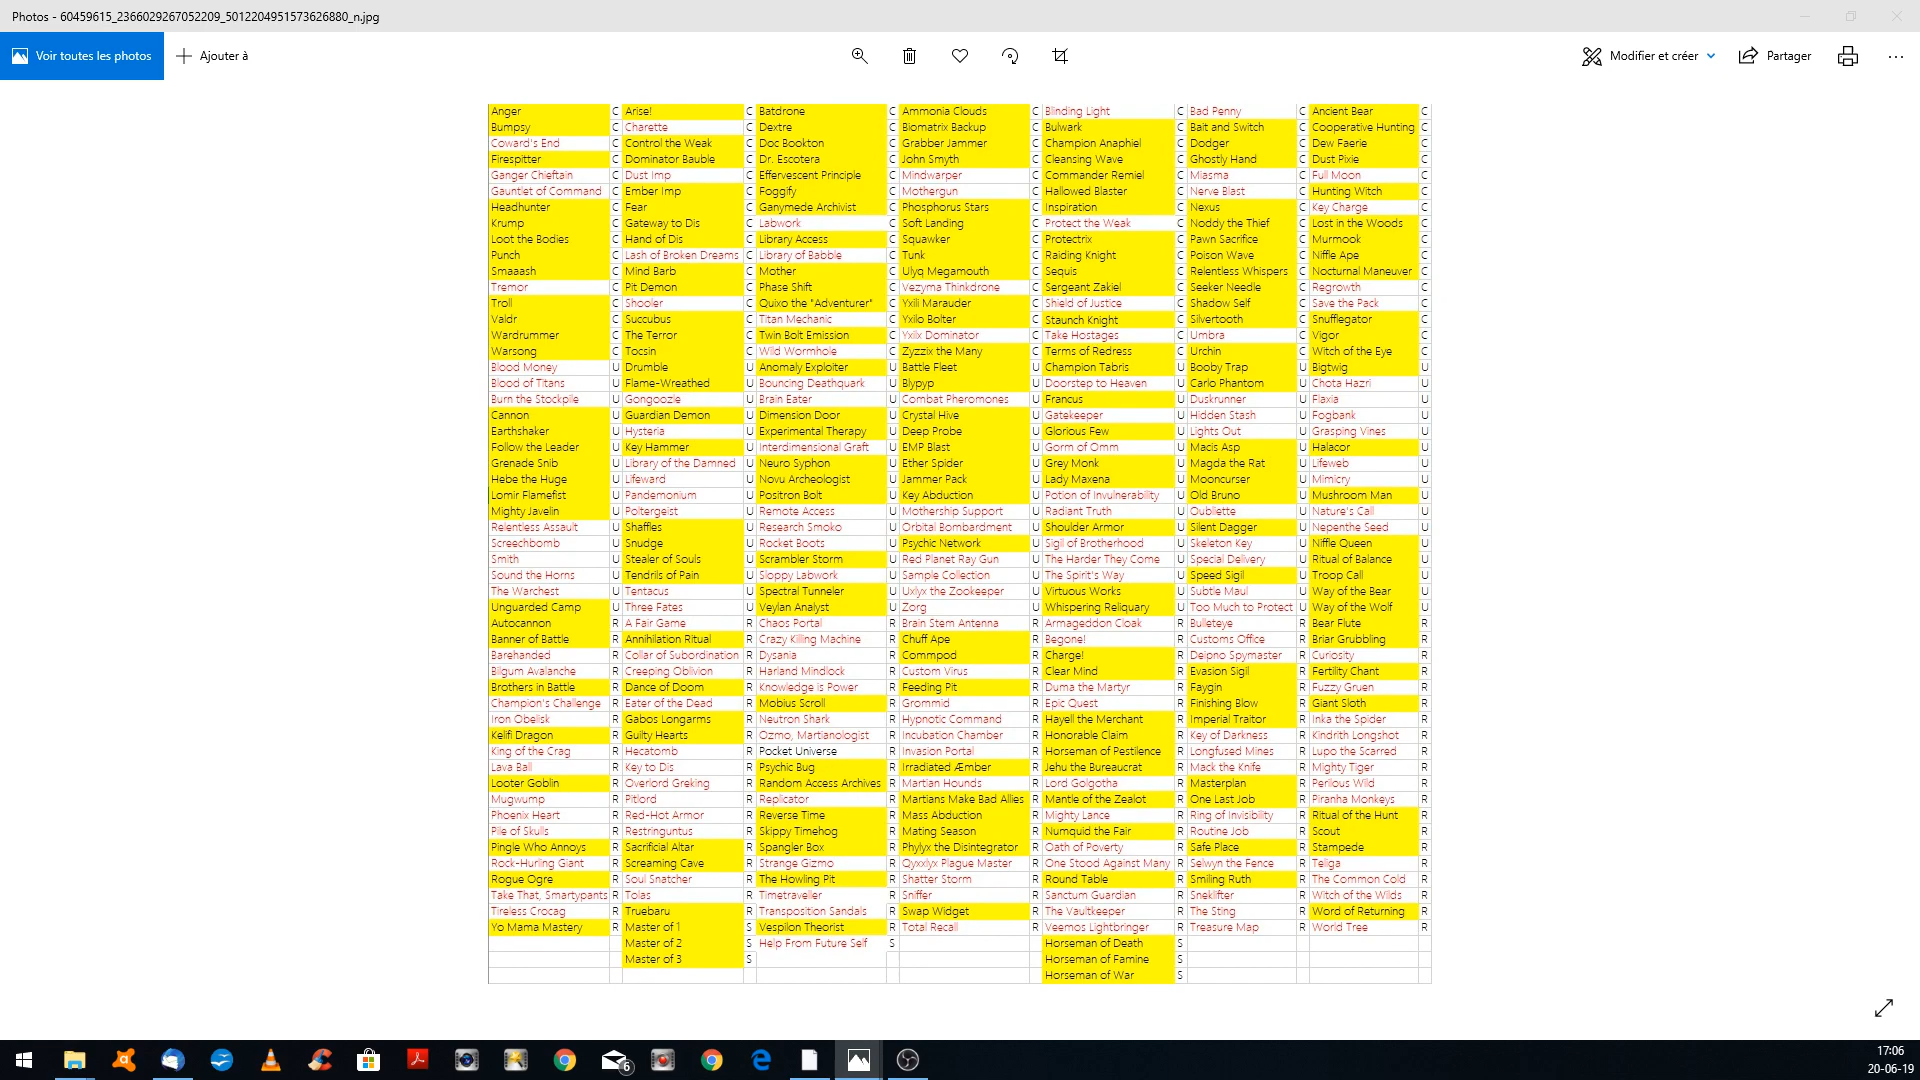 Photos - 60459615_2366029267052209_5012204951573626880_n.jpg
Voir toutes les photos Ajouter à Modifier et créer Partager
Anger C Arise! C Batdrone C Ammonia Clouds C Blinding Light C Bad Penny C Ancient Bear C
Bumpsy C Charette C Dextre C Biomatrix Backup C Bulwark C Bait and Switch C Cooperative Hunting C
Coward's End C Control the Weak C Doc Bookton C Grabber Jammer C Champion Anaphiel C Dodger C Dew Faerie C
Firespitter C Dominator Bauble C Dr. Escotera C John Smyth C Cleansing Wave C Ghostly Hand C Dust Pixie C
Ganger Chieftain C Dust Imp C Effervescent Principle C Mindwarper C Commander Remiel C Miasma C Full Moon C
Gauntlet of Command C Ember Imp C Foggify C Mothergun C Hallowed Blaster C Nerve Blast C Hunting Witch C
Headhunter C Fear C Ganymede Archivist C Phosphorus Stars C Inspiration C Nexus C Key Charge C
Krump C Gateway to Dis C Labwork C Soft Landing C Protect the Weak C Noddy the Thief C Lost in the Woods C
Loot the Bodies C Hand of Dis C Library Access C Squawker C Protectrix C Pawn Sacrifice C Murmook C
Punch C Lash of Broken Dreams C Library of Babble C Tunk C Raiding Knight C Poison Wave C Niffle Ape C
Smaaash C Mind Barb C Mother C Ulyq Megamouth C Sequis C Relentless Whispers C Nocturnal Maneuver C
Tremor C Pit Demon C Phase Shift C Vezyma Thinkdrone C Sergeant Zakiel C Seeker Needle C Regrowth C
Troll C Shooler C Quixo the "Adventurer" C Yxili Marauder C Shield of Justice C Shadow Self C Save the Pack C
Valdr C Succubus C Titan Mechanic C Yxilo Bolter C Staunch Knight C Silvertooth C Snufflegator C
Wardrummer C The Terror C Twin Bolt Emission C Yxilx Dominator C Take Hostages C Umbra C Vigor C
Warsong C Tocsin C Wild Wormhole C Zyzzix the Many C Terms of Redress C Urchin C Witch of the Eye C
Blood Money U Drumble U Anomaly Exploiter U Battle Fleet U Champion Tabris U Booby Trap U Bigtwig U
Blood of Titans U Flame-Wreathed U Bouncing Deathquark U Blypyp U Doorstep to Heaven U Carlo Phantom U Chota Hazri U
Burn the Stockpile U Gongoozle U Brain Eater U Combat Pheromones U Francus U Duskrunner U Flaxia U
Cannon U Guardian Demon U Dimension Door U Crystal Hive U Gatekeeper U Hidden Stash U Fogbank U
Earthshaker U Hysteria U Experimental Therapy U Deep Probe U Glorious Few U Lights Out U Grasping Vines U
Follow the Leader U Key Hammer U Interdimensional Graft U EMP Blast U Gorm of Omm U Macis Asp U Halacor U
Grenade Snib U Library of the Damned U Neuro Syphon U Ether Spider U Grey Monk U Magda the Rat U Lifeweb U
Hebe the Huge U Lifeward U Novu Archeologist U Jammer Pack U Lady Maxena U Mooncurser U Mimicry U
Lomir Flamefist U Pandemonium U Positron Bolt U Key Abduction U Potion of Invulnerability U Old Bruno U Mushroom Man U
Mighty Javelin U Poltergeist U Remote Access U Mothership Support U Radiant Truth U Oubliette U Nature's Call U
Relentless Assault U Shaffles U Research Smoko U Orbital Bombardment U Shoulder Armor U Silent Dagger U Nepenthe Seed U
Screechbomb U Snudge U Rocket Boots U Psychic Network U Sigil of Brotherhood U Skeleton Key U Niffle Queen U
Smith U Stealer of Souls U Scrambler Storm U Red Planet Ray Gun U The Harder They Come U Special Delivery U Ritual of Balance U
Sound the Horns U Tendrils of Pain U Sloppy Labwork U Sample Collection U The Spirit's Way U Speed Sigil U Troop Call U
The Warchest U Tentacus U Spectral Tunneler U Uxlyx the Zookeeper U Virtuous Works U Subtle Maul U Way of the Bear U
Unguarded Camp U Three Fates U Veylan Analyst U Zorg U Whispering Reliquary U Too Much to Protect U Way of the Wolf U
Autocannon R A Fair Game R Chaos Portal R Brain Stem Antenna R Armageddon Cloak R Bulleteye R Bear Flute R
Banner of Battle R Annihilation Ritual R Crazy Killing Machine R Chuff Ape R Begone! R Customs Office R Briar Grubbling R
Barehanded R Collar of Subordination R Dysania R Commpod R Charge! R Deipno Spymaster R Curiosity R
Bilgum Avalanche R Creeping Oblivion R Harland Mindlock R Custom Virus R Clear Mind R Evasion Sigil R Fertility Chant R
Brothers in Battle R Dance of Doom R Knowledge is Power R Feeding Pit R Duma the Martyr R Faygin R Fuzzy Gruen R
Champion's Challenge R Eater of the Dead R Mobius Scroll R Grommid R Epic Quest R Finishing Blow R Giant Sloth R
Iron Obelisk R Gabos Longarms R Neutron Shark R Hypnotic Command R Hayell the Merchant R Imperial Traitor R Inka the Spider R
Kelifi Dragon R Guilty Hearts R Ozmo, Martianologist R Incubation Chamber R Honorable Claim R Key of Darkness R Kindrith Longshot R
King of the Crag R Hecatomb R Pocket Universe R Invasion Portal R Horseman of Pestilence R Longfused Mines R Lupo the Scarred R
Lava Ball R Key to Dis R Psychic Bug R Irradiated Æmber R Jehu the Bureaucrat R Mack the Knife R Mighty Tiger R
Looter Goblin R Overlord Greking R Random Access Archives R Martian Hounds R Lord Golgotha R Masterplan R Perilous Wild R
Mugwump R Pitlord R Replicator R Martians Make Bad Allies R Mantle of the Zealot R One Last Job R Piranha Monkeys R
Phoenix Heart R Red-Hot Armor R Reverse Time R Mass Abduction R Mighty Lance R Ring of Invisibility R Ritual of the Hunt R
Pile of Skulls R Restringuntus R Skippy Timehog R Mating Season R Numquid the Fair R Routine Job R Scout R
Pingle Who Annoys R Sacrificial Altar R Spangler Box R Phylyx the Disintegrator R Oath of Poverty R Safe Place R Stampede R
Rock-Hurling Giant R Screaming Cave R Strange Gizmo R Qyxxlyx Plague Master R One Stood Against Many R Selwyn the Fence R Teliga R
Rogue Ogre R Soul Snatcher R The Howling Pit R Shatter Storm R Round Table R Smiling Ruth R The Common Cold R
Take That, Smartypants R Tolas R Timetraveller R Sniffer R Sanctum Guardian R Sneklifter R Witch of the Wilds R
Tireless Crocag R Truebaru R Transposition Sandals R Swap Widget R The Vaultkeeper R The Sting R Word of Returning R
Yo Mama Mastery R Master of 1 S Vespilon Theorist R Total Recall R Veemos Lightbringer R Treasure Map R World Tree R
Master of 2 S Help From Future Self S Horseman of Death S
Master of 3 S Horseman of Famine S
Horseman of War S
6
17:06
20-06-19